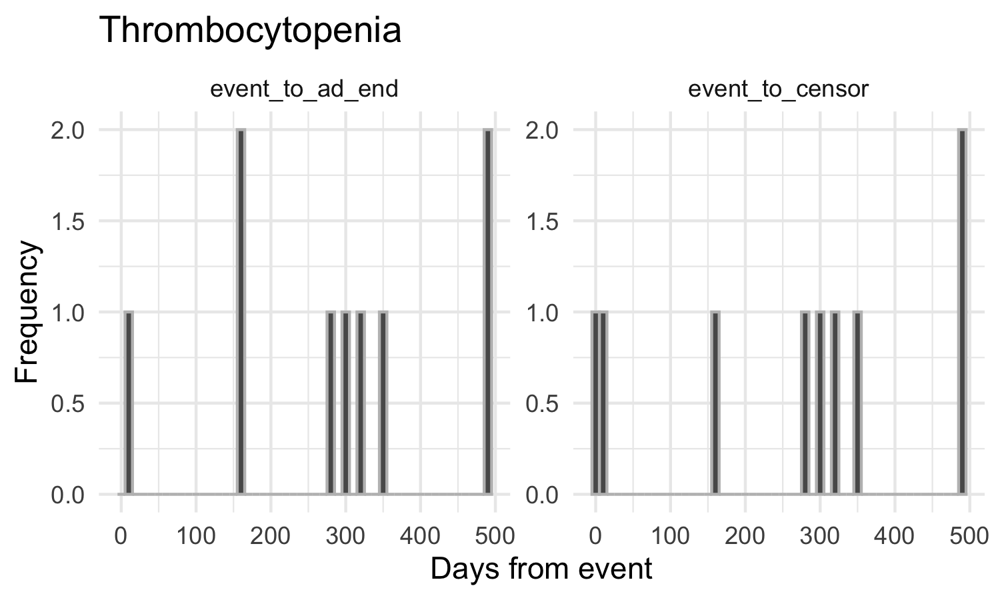 Thrombocytopenia
event_to_ad_end event_to_censor
2.0 2.0
1.5 1.5
1.0 1.0
0.5 0.5
0.0 0.0
0 100 200 300 400 500 0 100 200 300 400 500
Frequency
Days from event